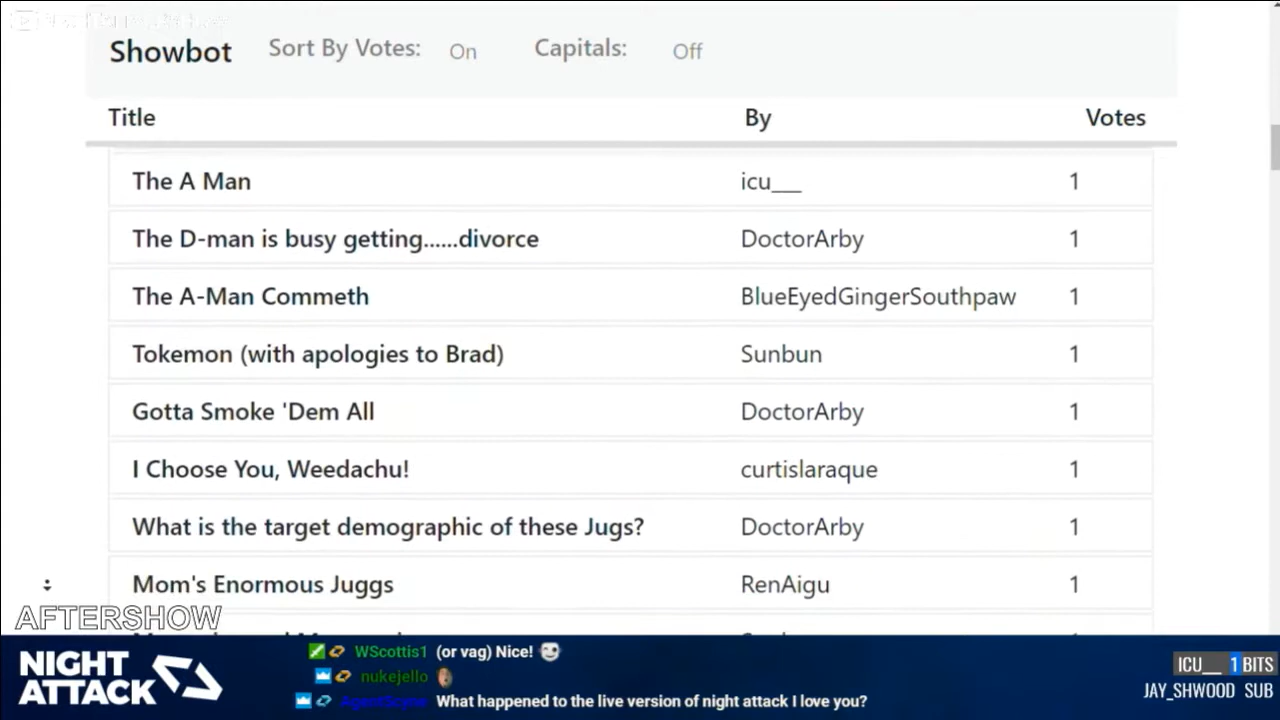 Showbot Sort By Votes: On Capitals: Off
Title By Votes
The A Man icu___ 1
The D-man is busy getting......divorce DoctorArby 1
The A-Man Commeth BlueEyedGingerSouthpaw 1
Tokemon (with apologies to Brad) Sunbun 1
Gotta Smoke 'Dem All DoctorArby 1
I Choose You, Weedachu! curtislaraque 1
What is the target demographic of these Jugs? DoctorArby 1
Mom's Enormous Juggs RenAigu 1
AFTERSHOW
NIGHT
ATTACK
WScottis1 (or vag) Nice!
nukejello
What happened to the live version of night attack I love you?
ICU__ 1 BITS
JAY_SHWOOD SUB